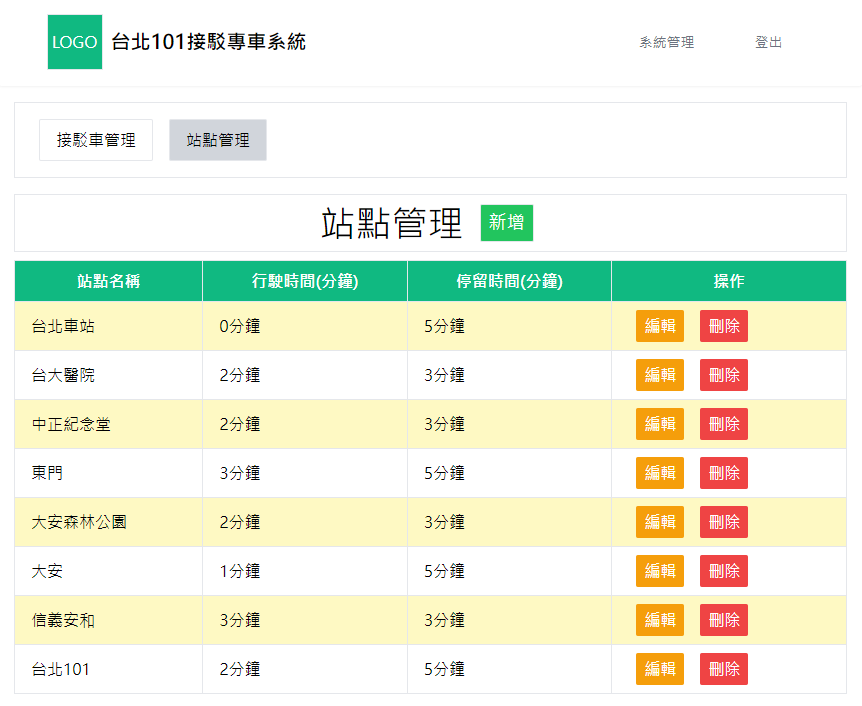 LOGO 台北101接駁專車系統 系統管理 登出
接駁車管理 站點管理
站點管理 新增
站點名稱 行駛時間(分鐘) 停留時間(分鐘) 操作
台北車站 0分鐘 5分鐘 編輯 刪除
台大醫院 2分鐘 3分鐘 編輯 刪除
中正紀念堂 2分鐘 3分鐘 編輯 刪除
東門 3分鐘 5分鐘 編輯 刪除
大安森林公園 2分鐘 3分鐘 編輯 刪除
大安 1分鐘 5分鐘 編輯 刪除
信義安和 3分鐘 3分鐘 編輯 刪除
台北101 2分鐘 5分鐘 編輯 刪除